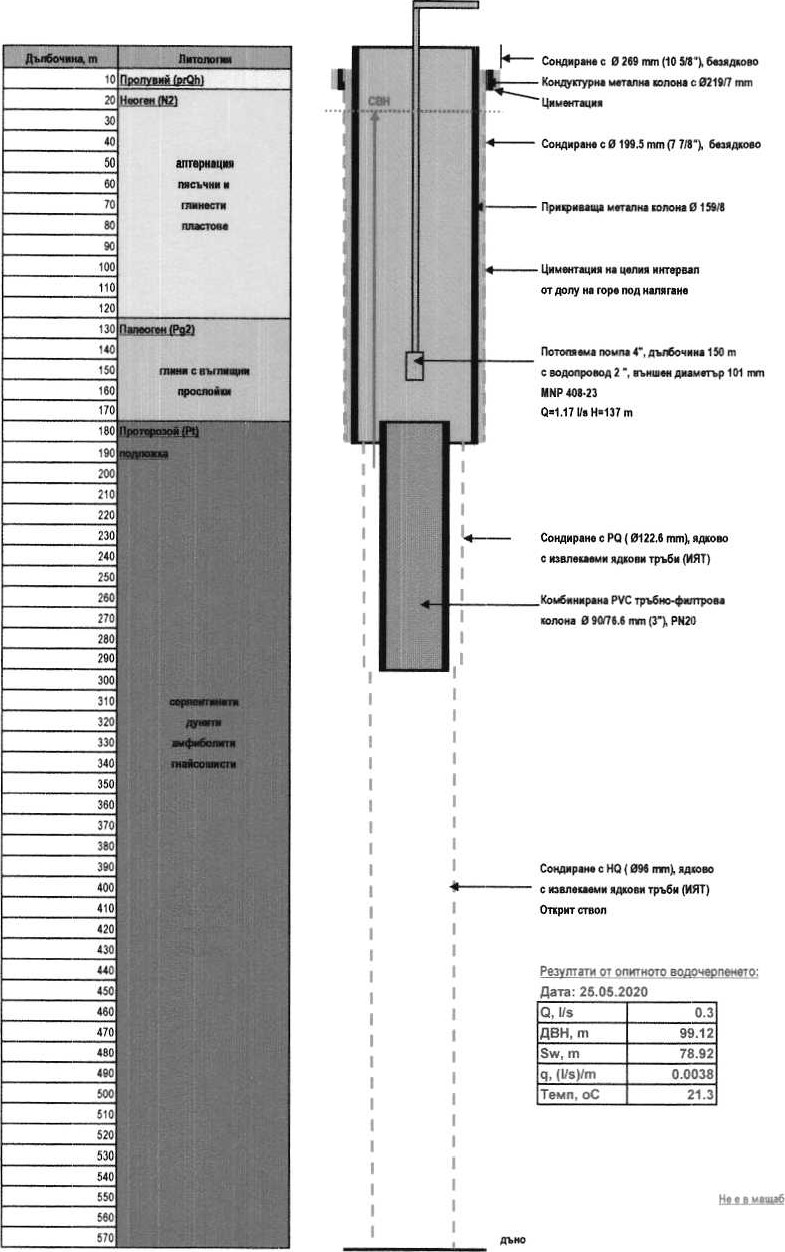 Дълбочина, m Литология
10 Пролувий (prQh)
20 Неоген (N2)
30
40
50 алтернация
60 пясъчни и
70 глинести
80 пластове
90
100
110
120
130 Палеоген (Pg2)
140
150 глини с въглищни
160 прослойки
170
180 Протерозой (Pt)
190 подложка
200
210
220
230
240
250
260
270
280
290
300
310 серпентинити
320 дунити
330 амфиболити
340 гнайсошисти
350
360
370
380
390
400
410
420
430
440
450
460
470
480
490
500
510
520
530
540
550
560
570
СВН
Сондиране с Ø 269 mm (10 5/8"), безядково
Кондуктурна метална колона с Ø219/7 mm
Циментация
Сондиране с Ø 199.5 mm (7 7/8"), безядково
Прикриваща метална колона Ø 159/8
Циментация на целия интервал
от долу на горе под налягане
Потопяема помпа 4", дълбочина 150 m
с водопровод 2 ", външен диаметър 101 mm
MNP 408-23
Q=1.17 l/s H=137 m
Сондиране с PQ ( Ø122.6 mm), ядково
с извлекаеми ядкови тръби (ИЯТ)
Комбинирана PVC тръбно-филтрова
колона Ø 90/76.6 mm (3"), PN20
Сондиране с HQ ( Ø96 mm), ядково
с извлекаеми ядкови тръби (ИЯТ)
Открит ствол
Резултати от опитното водочерпенето:
Дата: 25.05.2020
Q, l/s 0.3
ДВН, m 99.12
Sw, m 78.92
q, (l/s)/m 0.0038
Темп, оС 21.3
Не е в мащаб
дъно